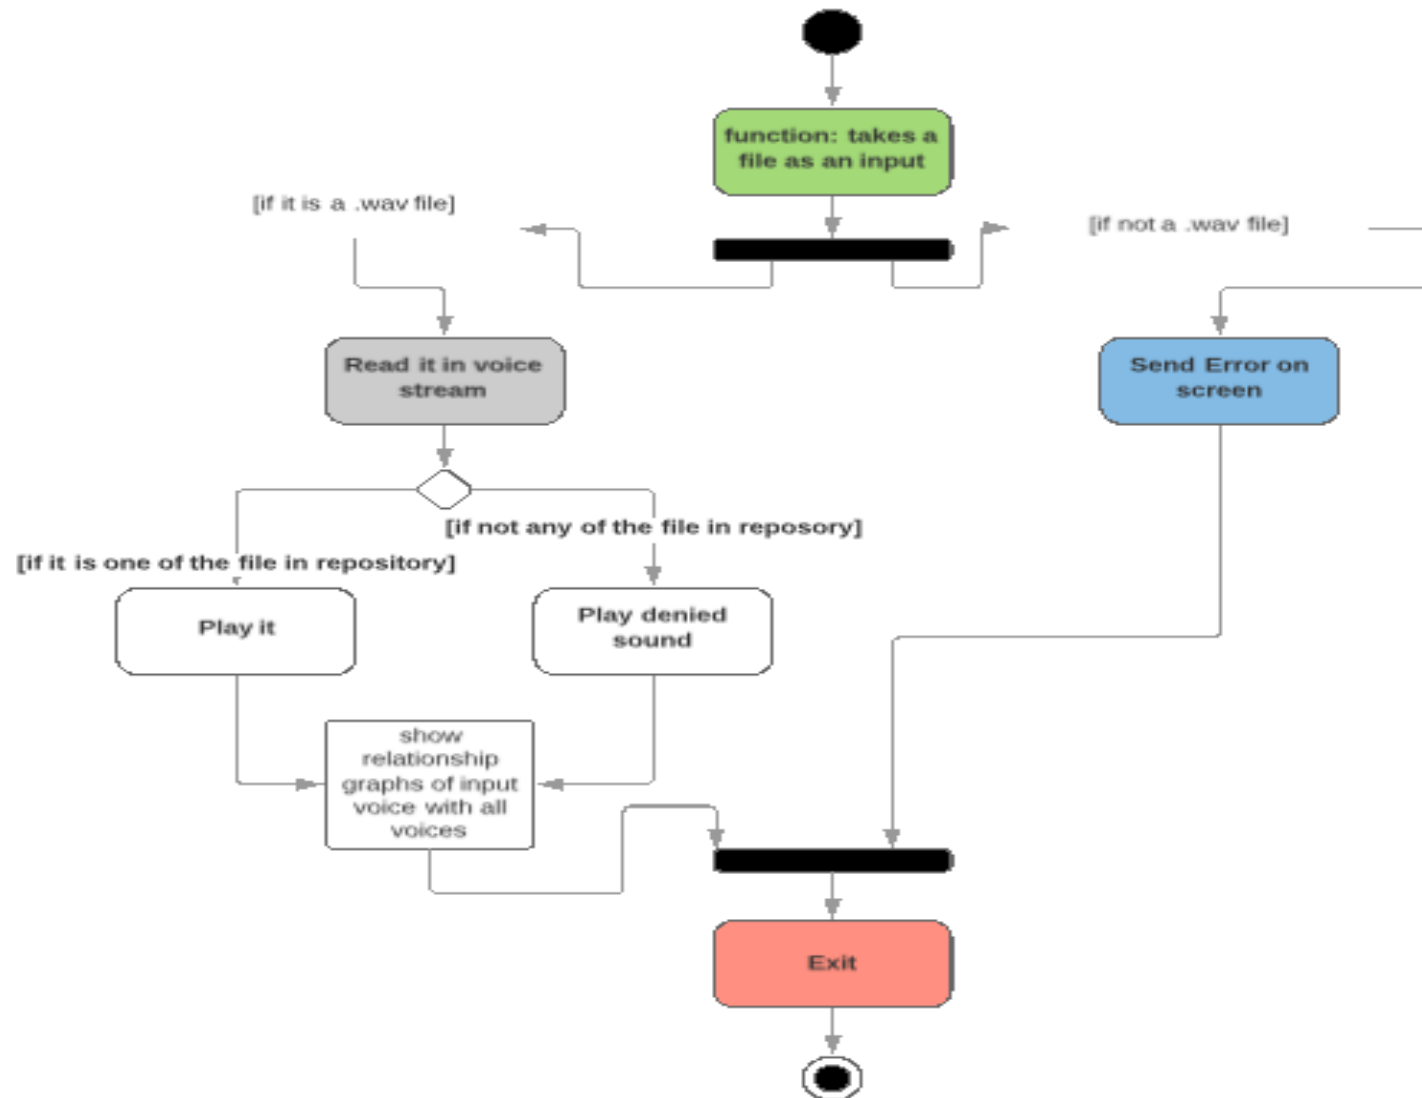 function: takes a
file as an input
[if it is a .wav file]
[if not a .wav file]
Read it in voice
stream
Send Error on
screen
[if not any of the file in reposory]
[if it is one of the file in repository]
Play it
Play denied
sound
show
relationship
graphs of input
voice with all
voices
Exit